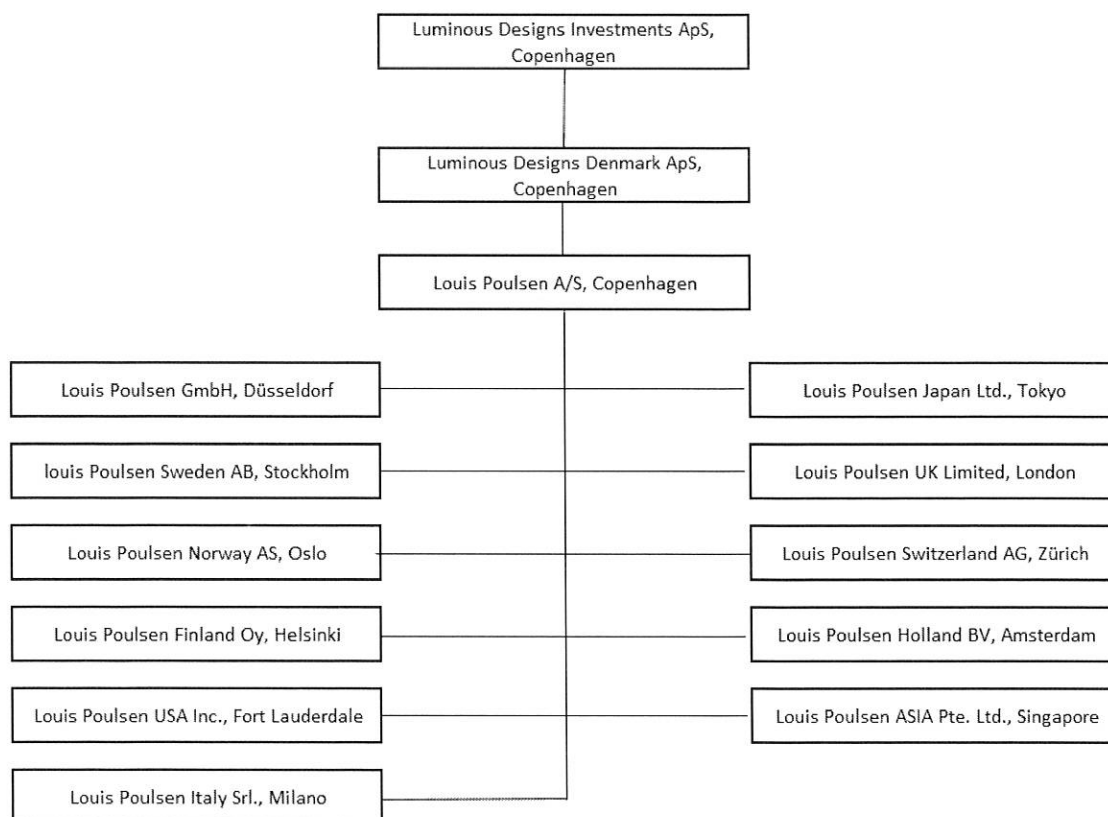 Luminous Designs Investments ApS,
Copenhagen
Luminous Designs Denmark ApS,
Copenhagen
Louis Poulsen A/S, Copenhagen
Louis Poulsen GmbH, Düsseldorf
Louis Poulsen Japan Ltd., Tokyo
louis Poulsen Sweden AB, Stockholm
Louis Poulsen UK Limited, London
Louis Poulsen Norway AS, Oslo
Louis Poulsen Switzerland AG, Zürich
Louis Poulsen Finland Oy, Helsinki
Louis Poulsen Holland BV, Amsterdam
Louis Poulsen USA Inc., Fort Lauderdale
Louis Poulsen ASIA Pte. Ltd., Singapore
Louis Poulsen Italy Srl., Milano